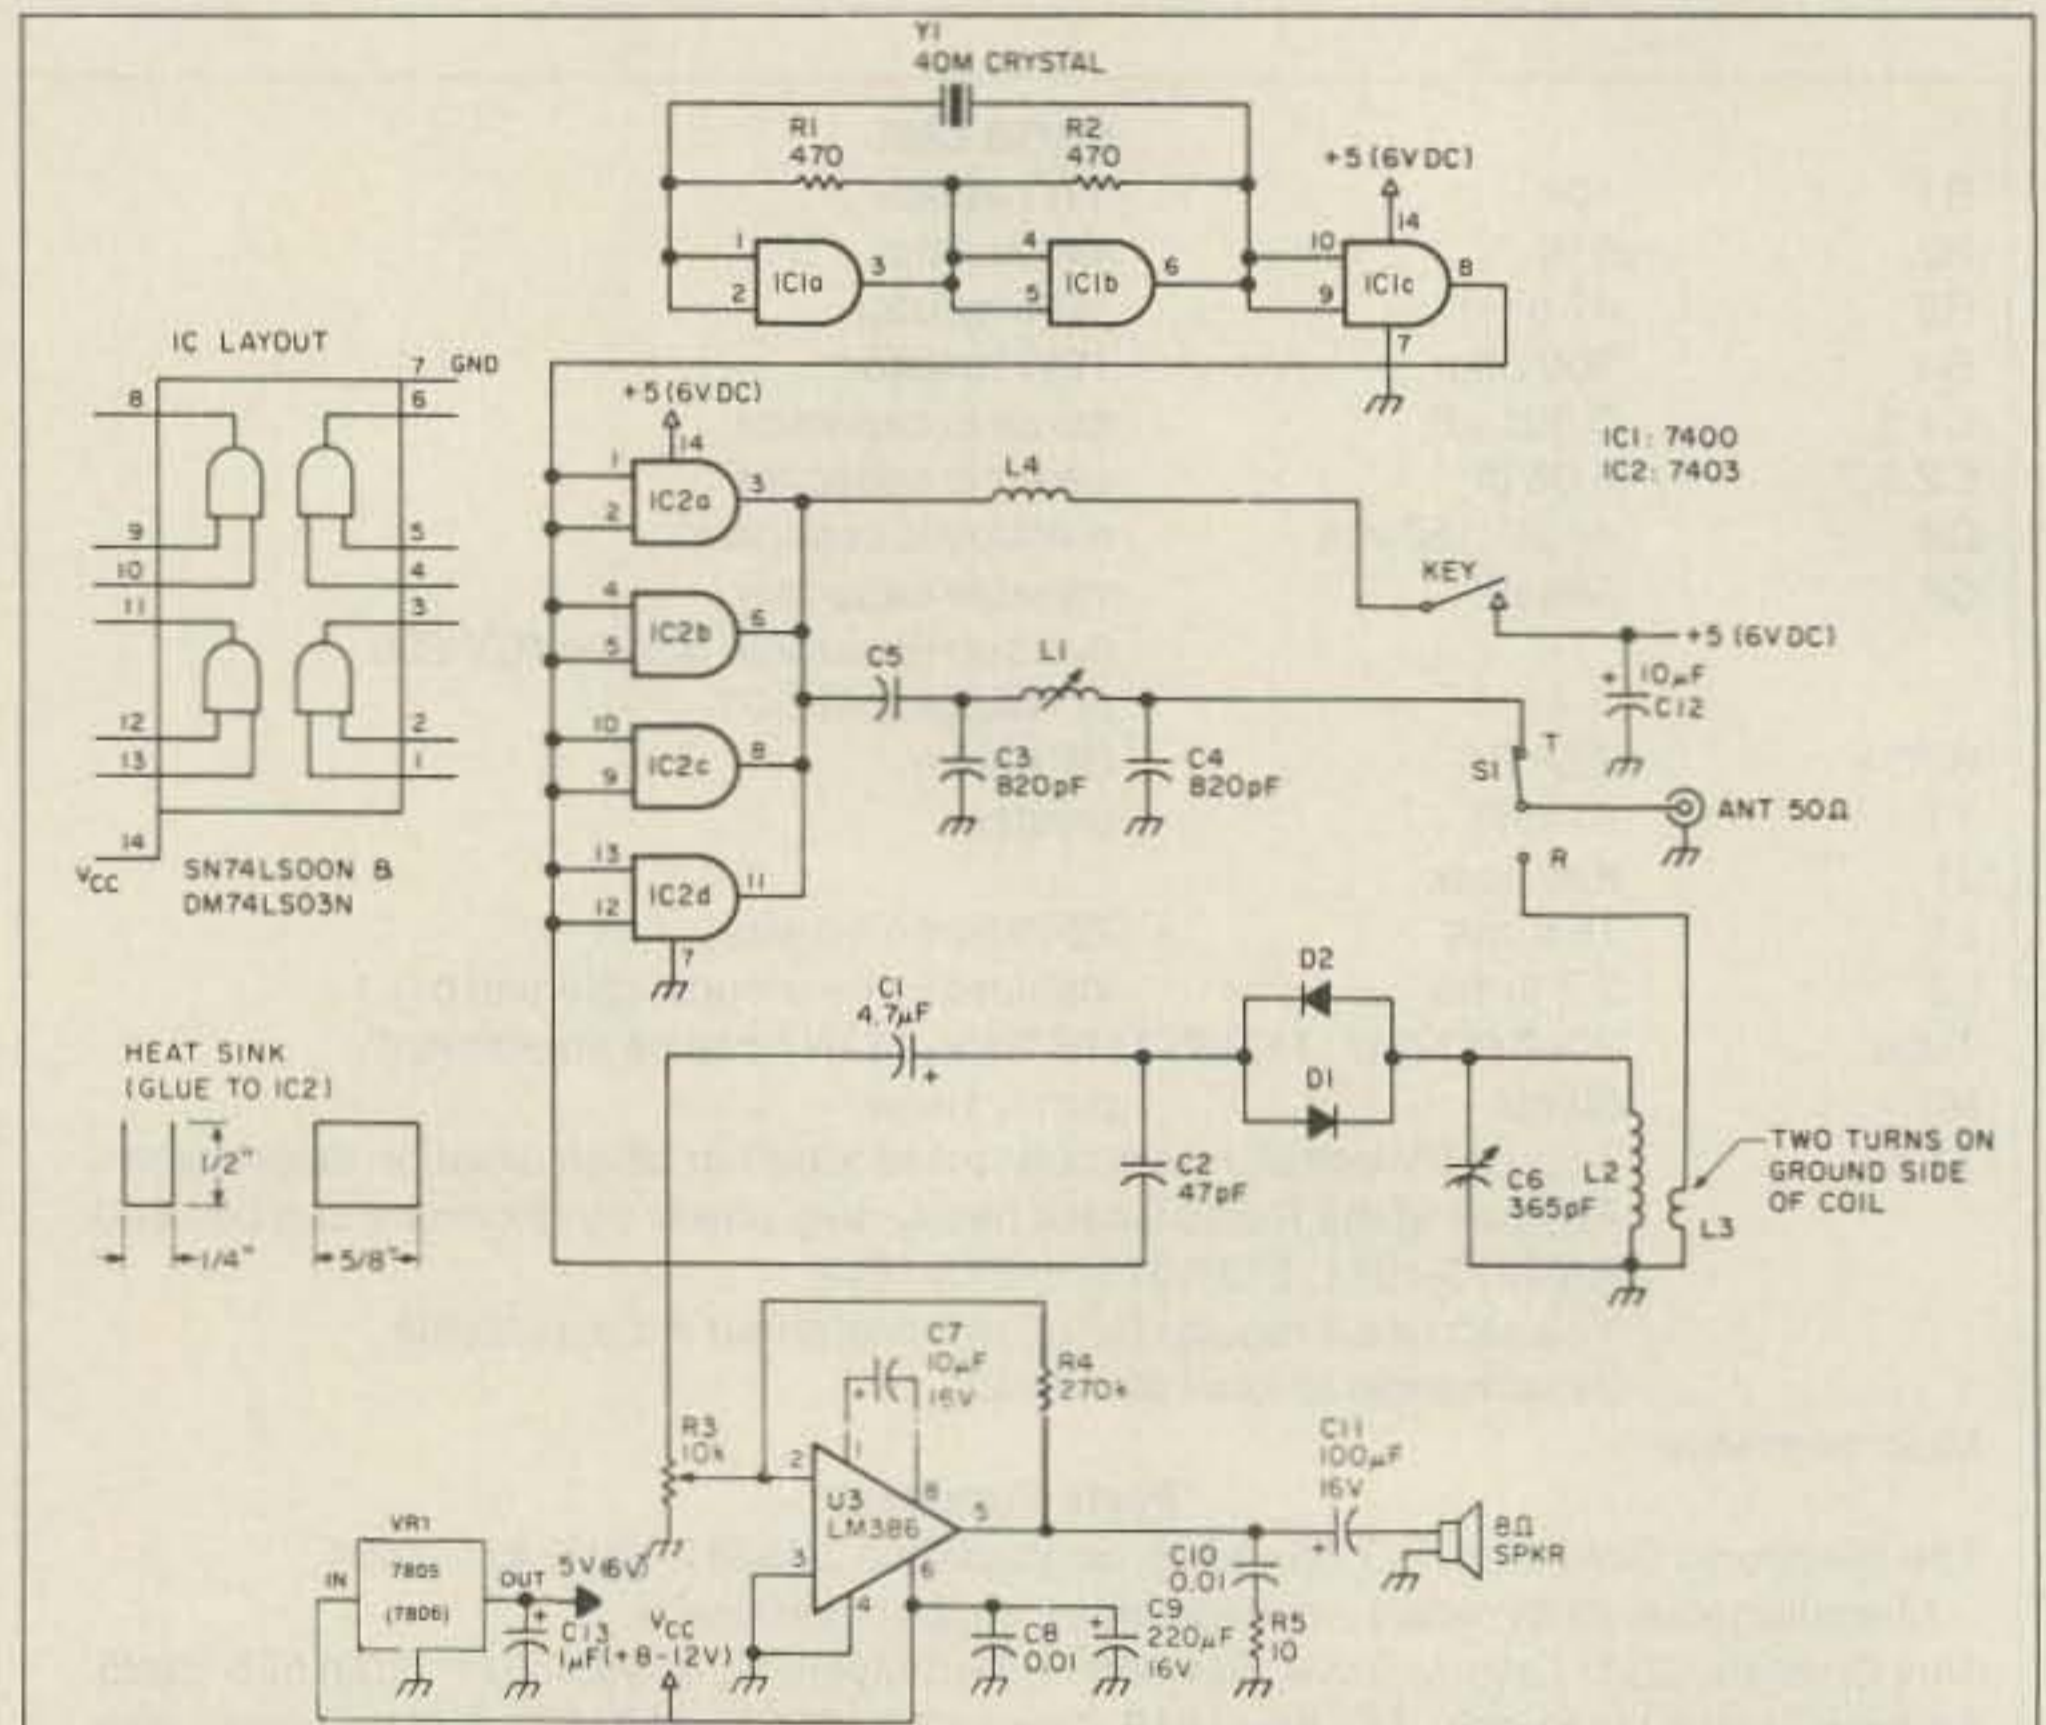 Y1
40M CRYSTAL
R1
470
R2
470
+5 (6VDC)
14
1
2
IC1a
3
4
5
IC1b
6
10
9
IC1c
8
7
IC LAYOUT
7 GND
8
6
9
5
10
4
11
3
12
2
13
1
14
VCC
SN74LS00N &
DM74LS03N
+5 (6VDC)
14
1
2
IC2a
3
4
5
IC2b
6
10
9
IC2c
8
13
12
IC2d
11
7
L4
IC1: 7400
IC2: 7403
KEY
+5 (6VDC)
+ 10µF
C12
C5
L1
C3
820pF
C4
820pF
S1
T
R
ANT 50Ω
HEAT SINK
(GLUE TO IC2)
1/2"
1/4"
5/8"
C1
4.7µF
+
D2
D1
C2
47pF
C6
365pF
L2
L3
TWO TURNS ON
GROUND SIDE
OF COIL
C7
10µF
16V
+
R4
270k
R3
10k
2
1
8
U3
LM386
5
3
4
6
C11
100µF
16V
+
8Ω
SPKR
C10
0.01
R5
10
C8
0.01
+
C9
220µF
16V
VR1
7805
(7806)
IN
OUT
5V (6V)
+
C13
1µF
VCC
(+8-12V)